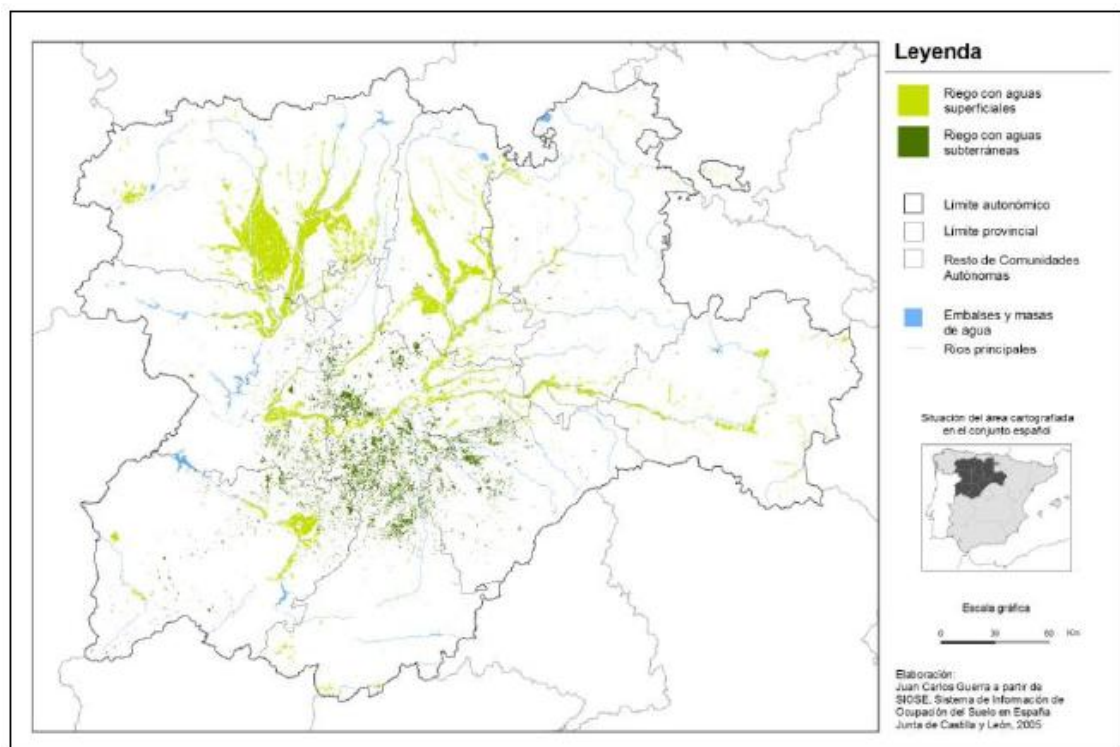 Leyenda
Riego con aguas
superficiales
Riego con aguas
subterráneas
Límite autonómico
Límite provincial
Resto de Comunidades
Autónomas
Embalses y masas
de agua
Ríos principales
Situación del área cartografiada
en el conjunto español
Escala gráfica
0 30 60 Km
Elaboración:
Juan Carlos Guerra a partir de
SIOSE, Sistema de Información de
Ocupación del Suelo en España
Junta de Castilla y León, 2005